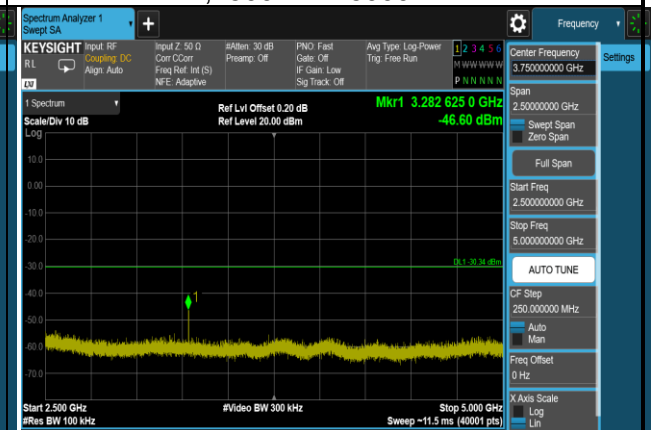 Spectrum Analyzer 1
Swept SA
+
Frequency
KEYSIGHT
RL
LXI
Input: RF
Coupling: DC
Align: Auto
Input Z: 50 Ω
Corr CCorr
Freq Ref: Int (S)
NFE: Adaptive
#Atten: 30 dB
Preamp: Off
PNO: Fast
Gate: Off
IF Gain: Low
Sig Track: Off
Avg Type: Log-Power
Trig: Free Run
1 2 3 4 5 6
M W W W W W
P N N N N N
1 Spectrum
Scale/Div 10 dB
Log
Ref Lvl Offset 0.20 dB
Ref Level 20.00 dBm
Mkr1 3.282 625 0 GHz
-46.60 dBm
10.0
0.00
-10.0
-20.0
-30.0
-40.0
-50.0
-60.0
-70.0
DL1 -30.34 dBm
1
Start 2.500 GHz
#Res BW 100 kHz
#Video BW 300 kHz
Stop 5.000 GHz
Sweep ~11.5 ms (40001 pts)
Center Frequency
3.750000000 GHz
Settings
Span
2.50000000 GHz
Swept Span
Zero Span
Full Span
Start Freq
2.500000000 GHz
Stop Freq
5.000000000 GHz
AUTO TUNE
CF Step
250.000000 MHz
Auto
Man
Freq Offset
0 Hz
X Axis Scale
Log
Lin